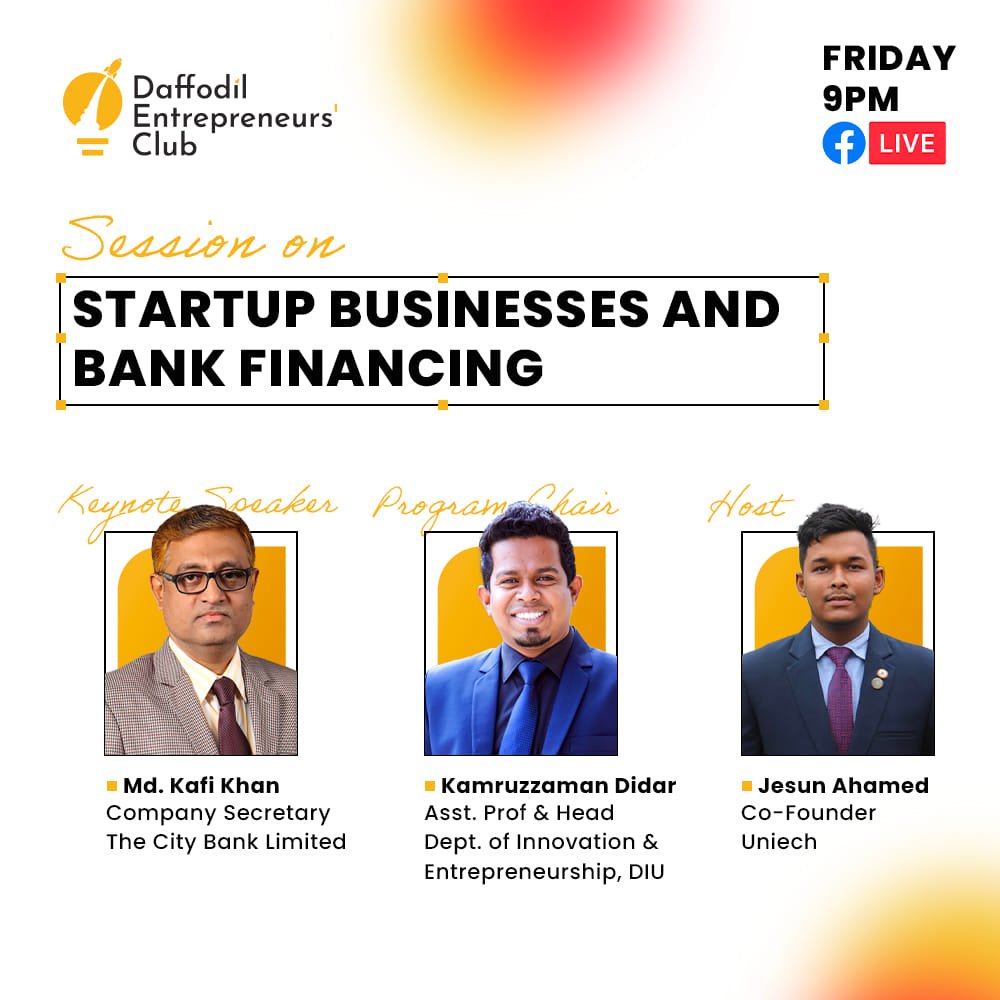 Daffodil
Entrepreneurs'
Club
FRIDAY
9PM
f LIVE
Session on
STARTUP BUSINESSES AND
BANK FINANCING
Keynote Speaker
Program Chair
Host
Md. Kafi Khan
Company Secretary
The City Bank Limited
Kamruzzaman Didar
Asst. Prof & Head
Dept. of Innovation &
Entrepreneurship, DIU
Jesun Ahamed
Co-Founder
Uniech